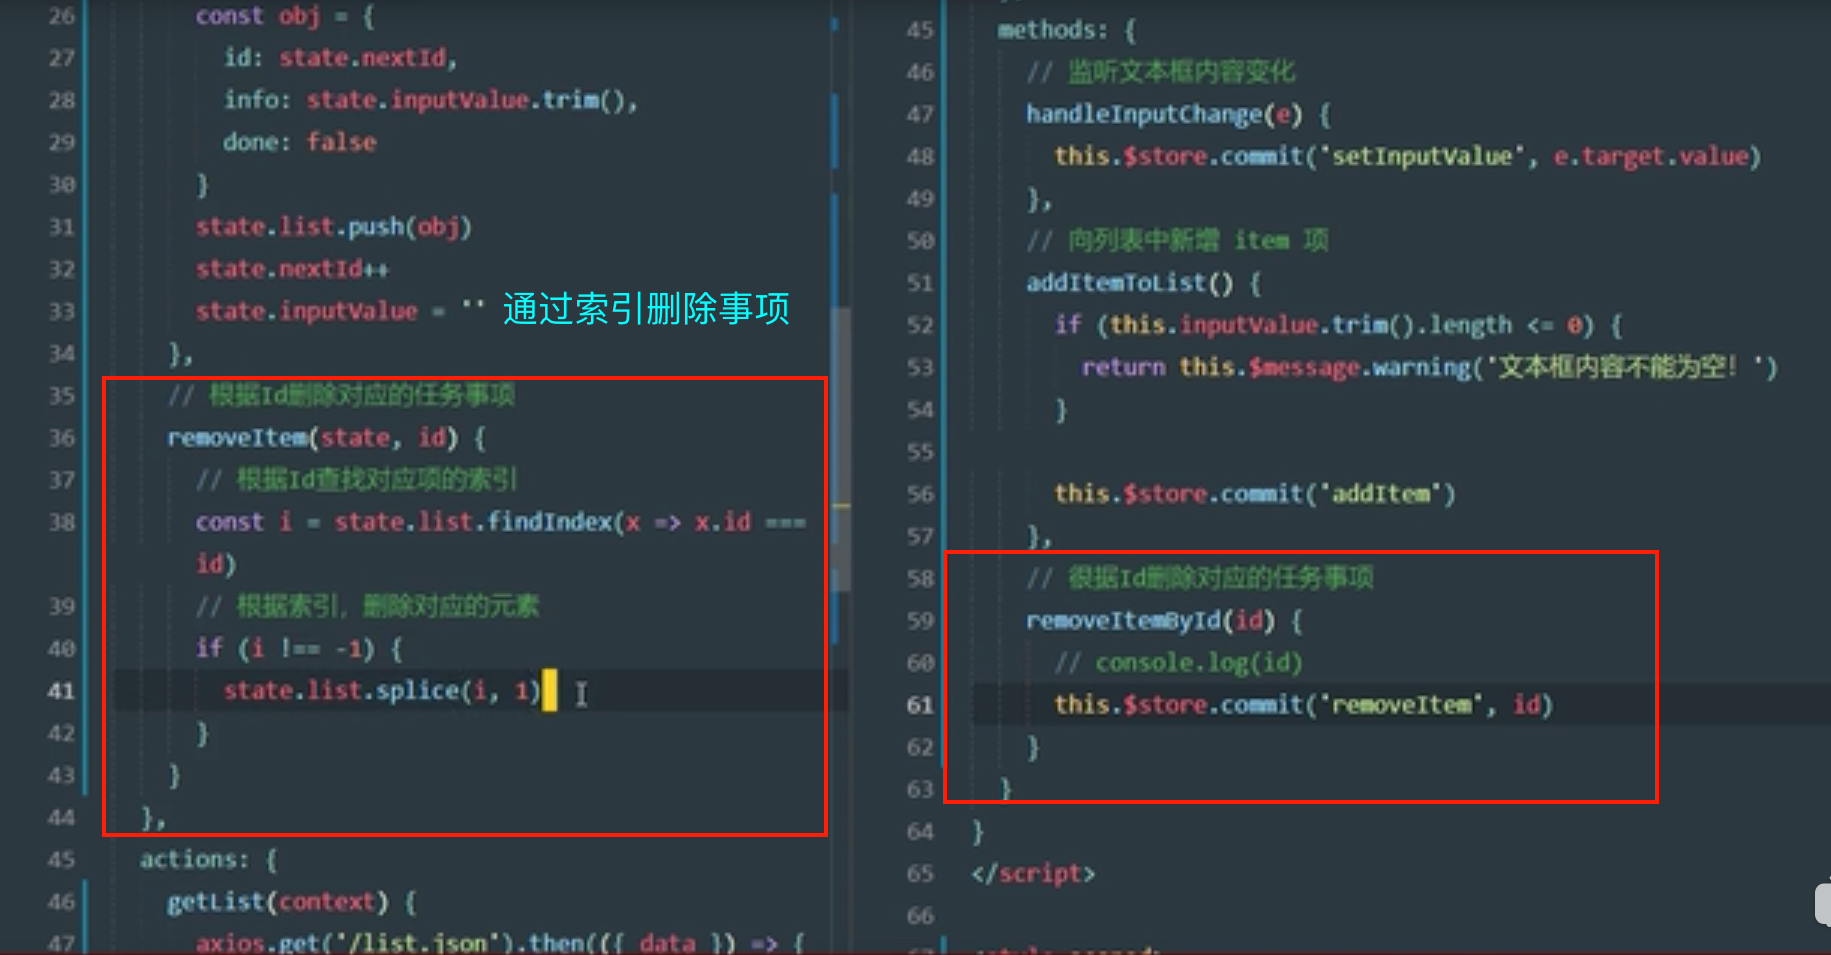 26 const obj = {
27 id: state.nextId,
28 info: state.inputValue.trim(),
29 done: false
30 }
31 state.list.push(obj)
32 state.nextId++
33 state.inputValue = '' 通过索引删除事项
34 },
35 // 根据Id删除对应的任务事项
36 removeItem(state, id) {
37 // 根据Id查找对应项的索引
38 const i = state.list.findIndex(x => x.id ===
id)
39 // 根据索引，删除对应的元素
40 if (i !== -1) {
41 state.list.splice(i, 1)
42 }
43 }
44 },
45 actions: {
46 getList(context) {
47 axios.get('/list.json').then(({ data }) => {
45 methods: {
46 // 监听文本框内容变化
47 handleInputChange(e) {
48 this.$store.commit('setInputValue', e.target.value)
49 },
50 // 向列表中新增 item 项
51 addItemToList() {
52 if (this.inputValue.trim().length <= 0) {
53 return this.$message.warning('文本框内容不能为空！')
54 }
55
56 this.$store.commit('addItem')
57 },
58 // 很据Id删除对应的任务事项
59 removeItemById(id) {
60 // console.log(id)
61 this.$store.commit('removeItem', id)
62 }
63 }
64 }
65 </script>
66